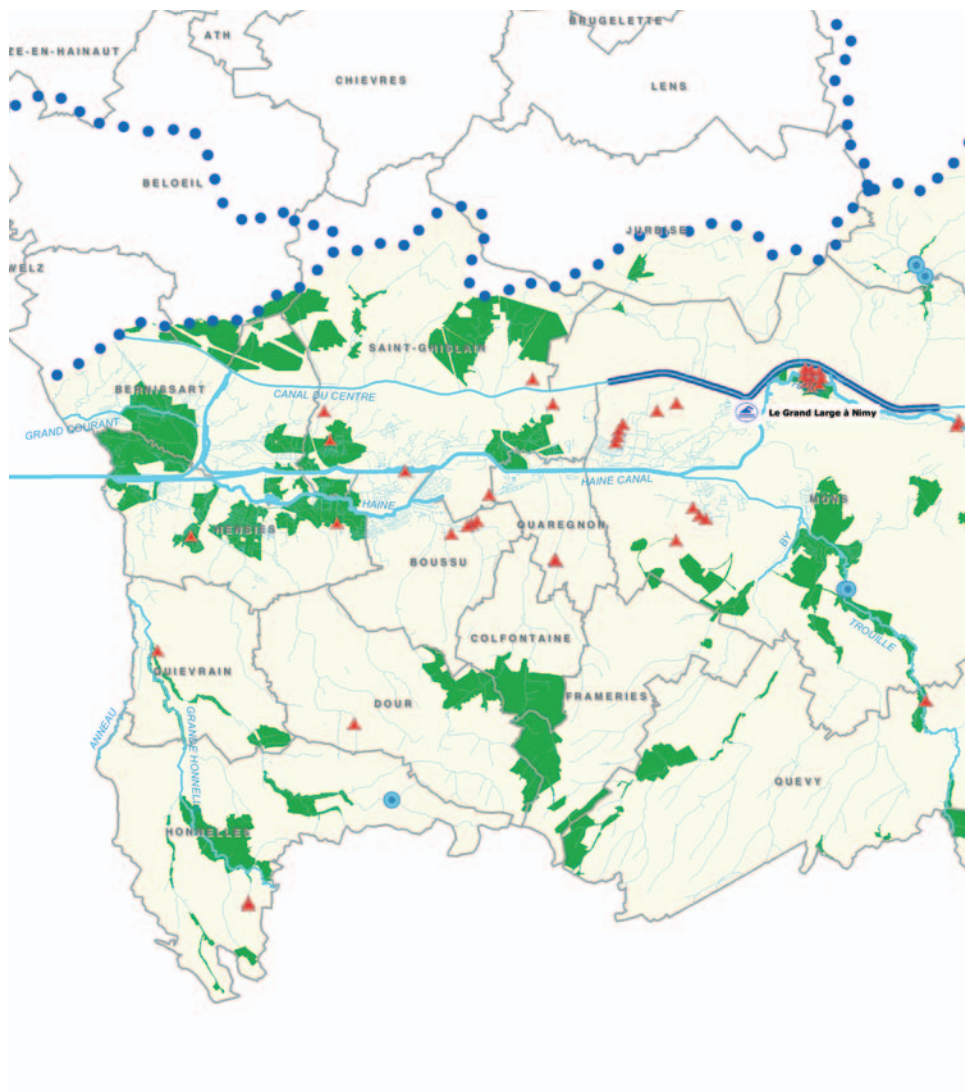 BRUGELETTE
ATH
ZE-EN-HAINAUT
CHIEVRES
LENS
BELOEIL
JURBISE
WELZ
SAINT-GHISLAIN
BERNISSART
CANAL DU CENTRE
Le Grand Large à Nimy
GRAND COURANT
HAINE CANAL
MONS
HAINE
HENSIES
QUAREGNON
BY
BOUSSU
COLFONTAINE
TROUILLE
QUIEVRAIN
FRAMERIES
DOUR
ANNEAU
GRANDE HONNELLE
QUEVY
HONNELLES